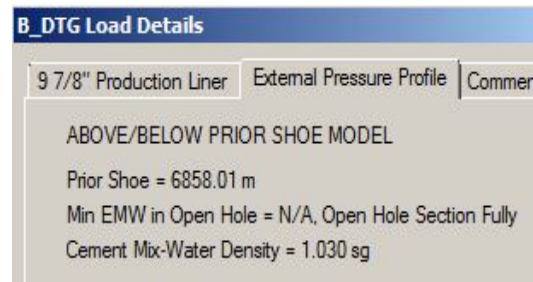 B_DTG Load Details
9 7/8" Production Liner External Pressure Profile Commen
ABOVE/BELOW PRIOR SHOE MODEL
Prior Shoe = 6858.01 m
Min EMW in Open Hole = N/A, Open Hole Section Fully
Cement Mix-Water Density = 1.030 sg